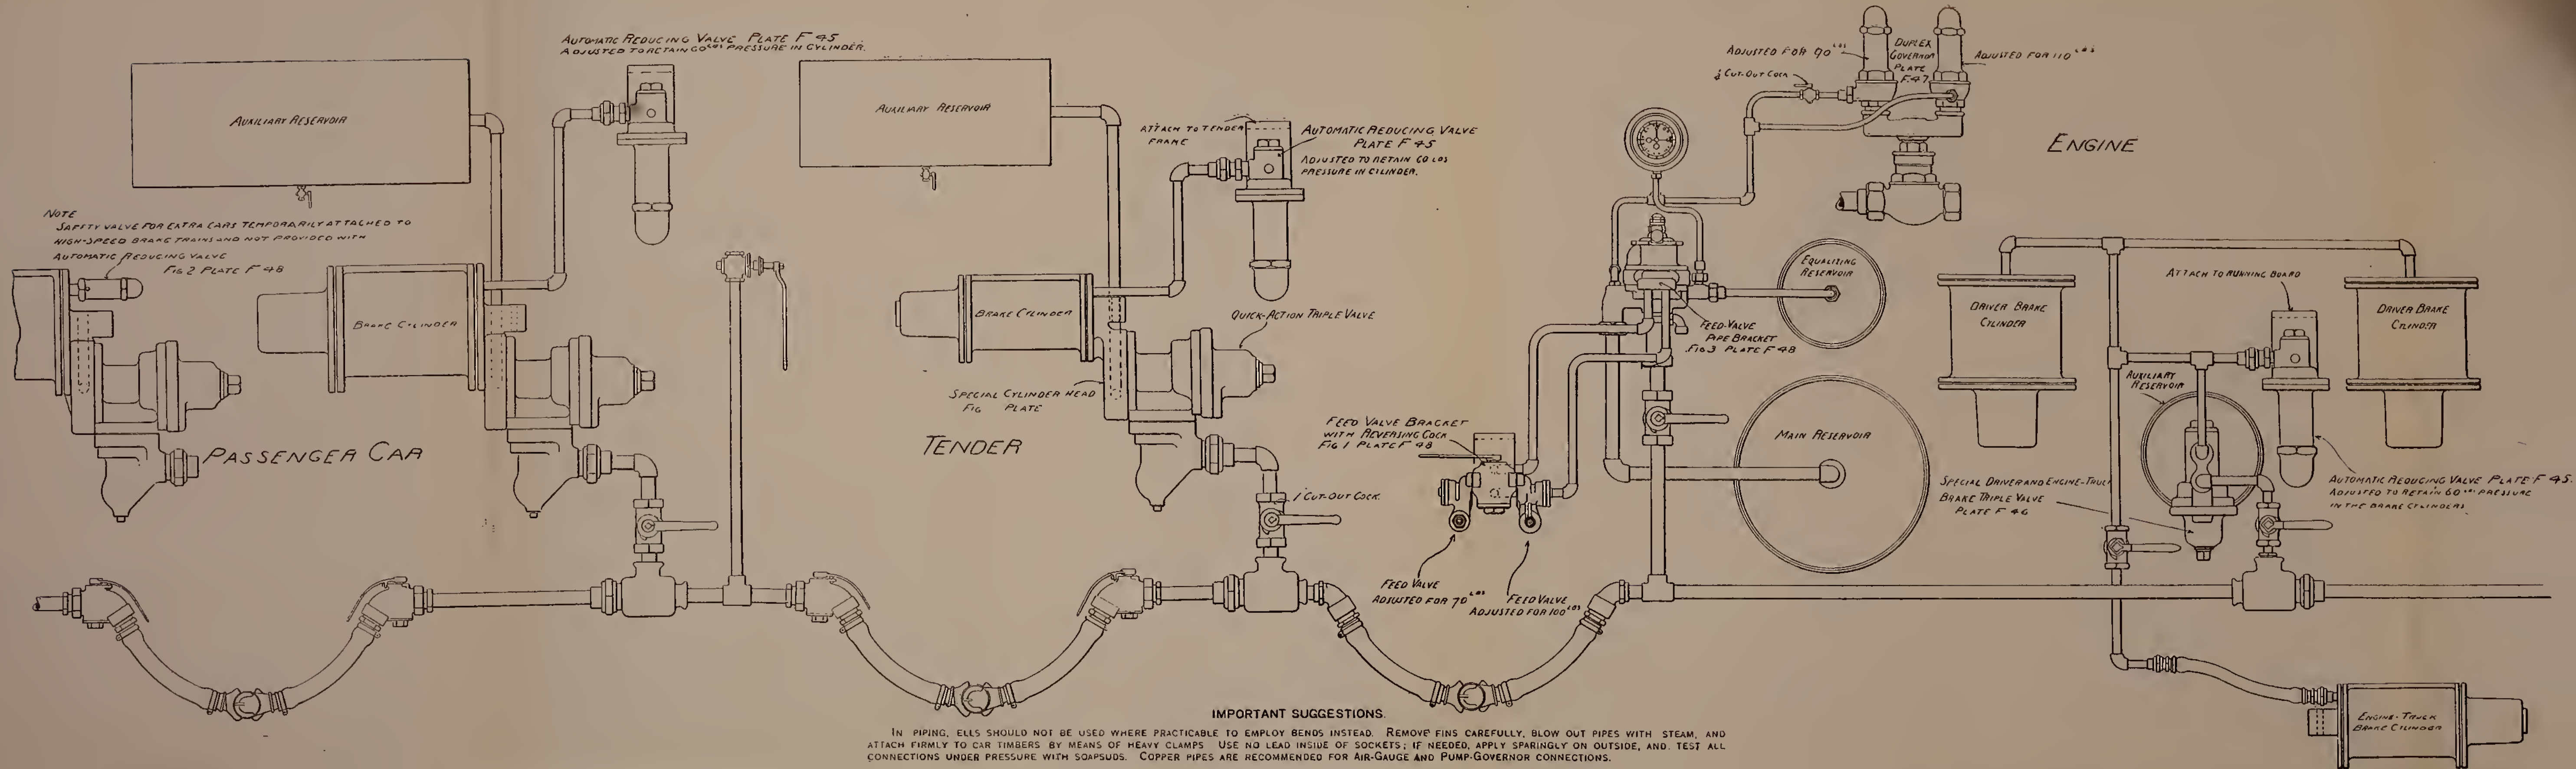 AUTOMATIC REDUCING VALVE PLATE F 45
ADJUSTED TO RETAIN 60 LBS PRESSURE IN CYLINDER.
AUXILIARY RESERVOIR
NOTE
SAFETY VALVE FOR EXTRA CARS TEMPORARILY ATTACHED TO
HIGH-SPEED BRAKE TRAINS AND NOT PROVIDED WITH
AUTOMATIC REDUCING VALVE
FIG 2 PLATE F 48
BRAKE CYLINDER
PASSENGER CAR
AUXILIARY RESERVOIR
ATTACH TO TENDER
FRAME
AUTOMATIC REDUCING VALVE
PLATE F 45
ADJUSTED TO RETAIN 60 LBS
PRESSURE IN CILINDER.
BRAKE CYLINDER
QUICK-ACTION TRIPLE VALVE
SPECIAL CYLINDER HEAD
FIG PLATE
TENDER
1 CUT-OUT COCK.
ADJUSTED FOR 90 LBS
DUPLEX
GOVERNOR
PLATE
F.47
ADJUSTED FOR 110 LBS
CUT-OUT COCK
ENGINE
EQUALIZING
RESERVOIR
FEED-VALVE
PIPE BRACKET
FIG 3 PLATE F 48
MAIN RESERVOIR
FEED VALVE BRACKET
WITH REVERSING COCK
FIG 1 PLATE F 48
FEED VALVE
ADJUSTED FOR 70 LBS
FEED VALVE
ADJUSTED FOR 100 LBS
DRIVER BRAKE
CYLINDER
ATTACH TO RUNNING BOARD
DRIVER BRAKE
CYLINDER
AUXILIARY
RESERVOIR
SPECIAL DRIVER AND ENGINE-TRUCK
BRAKE TRIPLE VALVE
PLATE F 46
AUTOMATIC REDUCING VALVE PLATE F 45.
ADJUSTED TO RETAIN 60 LBS PRESSURE
IN THE BRAKE CYLINDERS.
ENGINE-TRUCK
BRAKE CILINDER
IMPORTANT SUGGESTIONS.
IN PIPING, ELLS SHOULD NOT BE USED WHERE PRACTICABLE TO EMPLOY BENDS INSTEAD. REMOVE FINS CAREFULLY, BLOW OUT PIPES WITH STEAM, AND
ATTACH FIRMLY TO CAR TIMBERS BY MEANS OF HEAVY CLAMPS USE NO LEAD INSIDE OF SOCKETS; IF NEEDED, APPLY SPARINGLY ON OUTSIDE, AND TEST ALL
CONNECTIONS UNDER PRESSURE WITH SOAPSUDS. COPPER PIPES ARE RECOMMENDED FOR AIR-GAUGE AND PUMP-GOVERNOR CONNECTIONS.